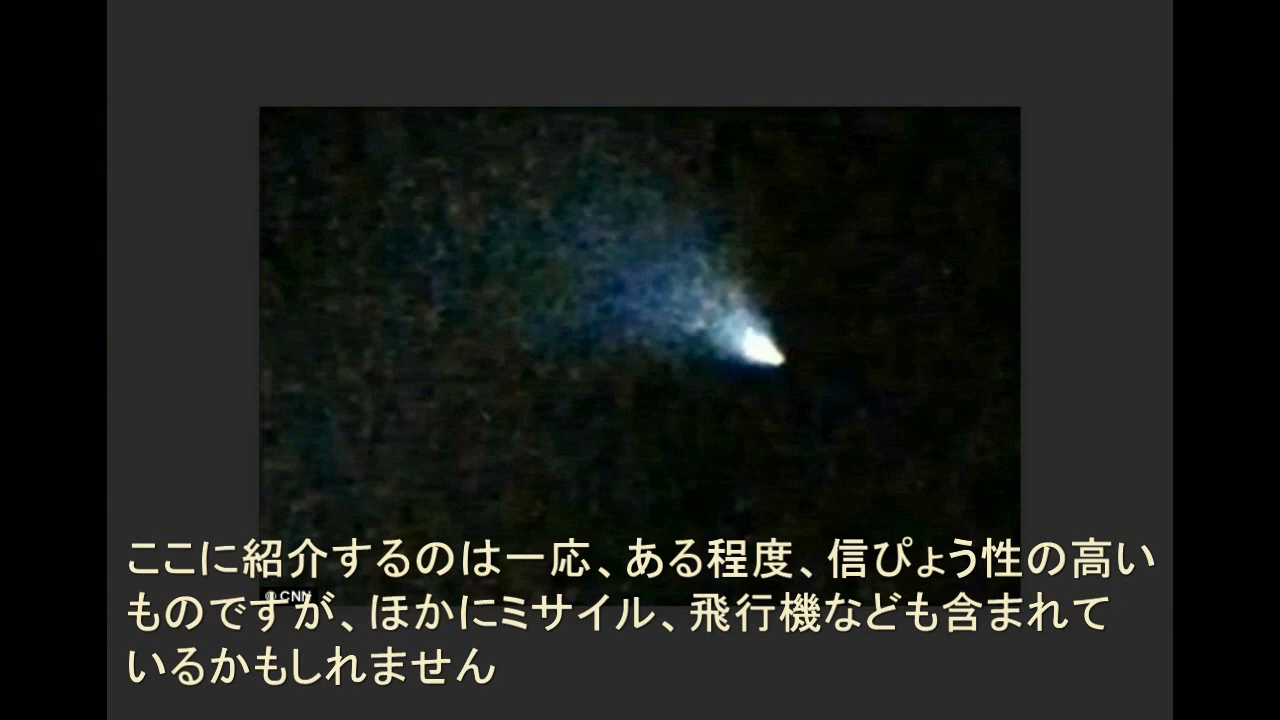 ここに紹介するのは一応、ある程度、信ぴょう性の高い
© CNN
ものですが、ほかにミサイル、飛行機なども含まれて
いるかもしれません